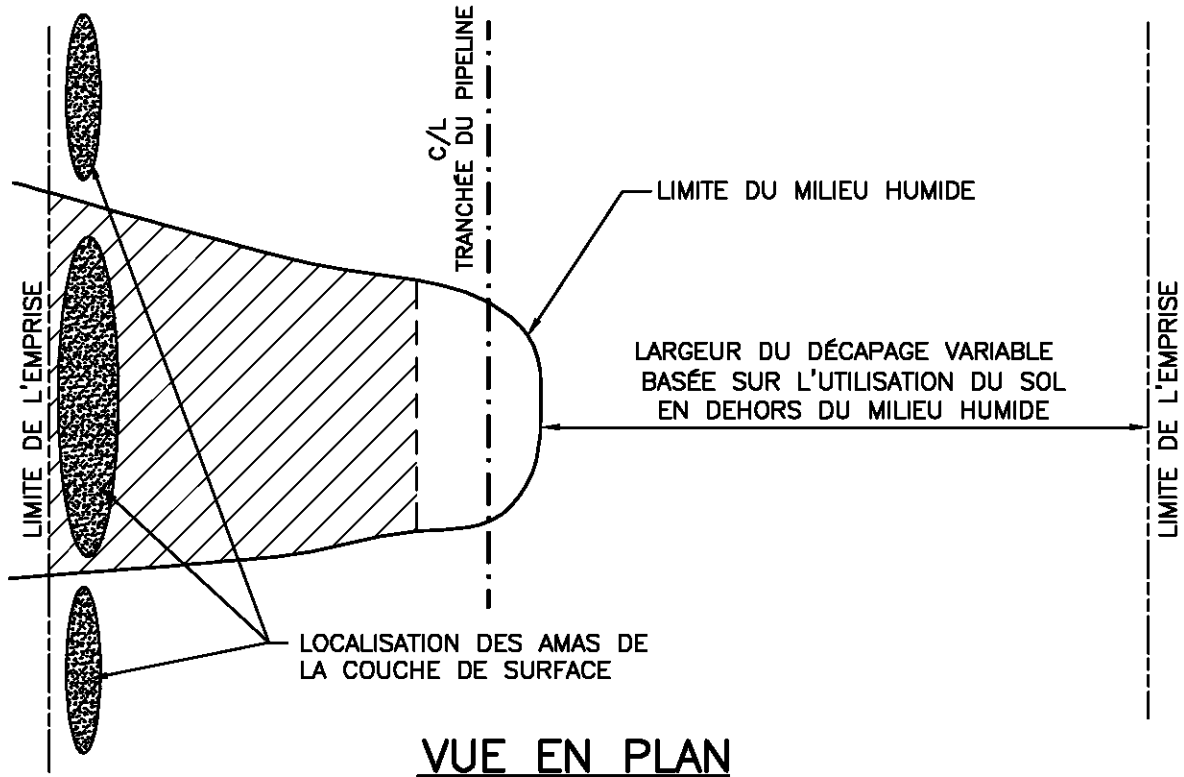 C/L
TRANCHÉE DU PIPELINE
LIMITE DU MILIEU HUMIDE
LIMITE DE L'EMPRISE
LARGEUR DU DÉCAPAGE VARIABLE
BASÉE SUR L'UTILISATION DU SOL
EN DEHORS DU MILIEU HUMIDE
LIMITE DE L'EMPRISE
LOCALISATION DES AMAS DE
LA COUCHE DE SURFACE
VUE EN PLAN